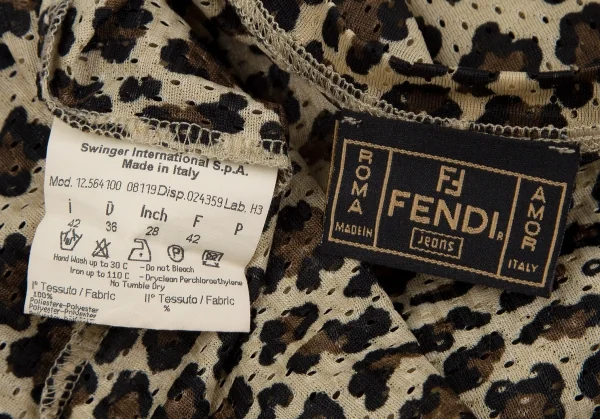 Swinger International S.p.A.
Made in Italy
Mod. 12.564100 08119 Disp. 024359 Lab. H3
i D Inch F P
42 36 28 42
Hand Wash up to 30 C - Do not Bleach
Iron up to 110 C - Dryclean Perchloroethylene
No Tumble Dry
I° Tessuto / Fabric II° Tessuto / Fabric
100% %
Poliestere-Polyester
ROMA
MADE IN
FENDI
R
Jeans
AMOR
ITALY